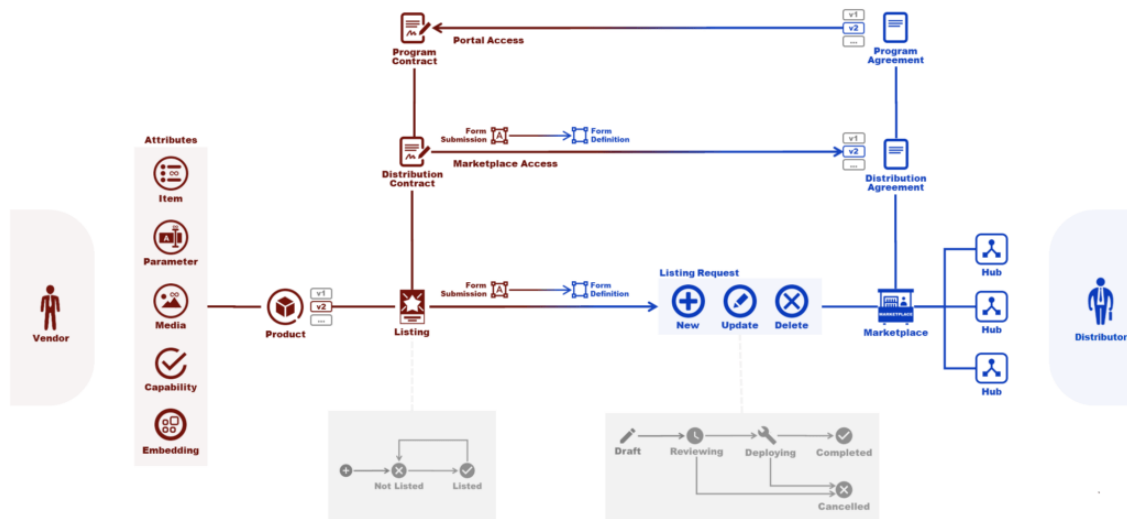 v1
v2
...
Portal Access
Program
Contract
Program
Agreement
Attributes
Form
Submission
A
Form
Definition
v1
v2
...
Marketplace Access
Distribution
Contract
Distribution
Agreement
Item
A
Parameter
Media
Capability
Embedding
Vendor
Product
v1
v2
...
Listing
Form
Submission
A
Form
Definition
Listing Request
New
Update
Delete
MARKETPLACE
Marketplace
Hub
Hub
Hub
Distributor
Not Listed
Listed
Draft
Reviewing
Deploying
Completed
Cancelled